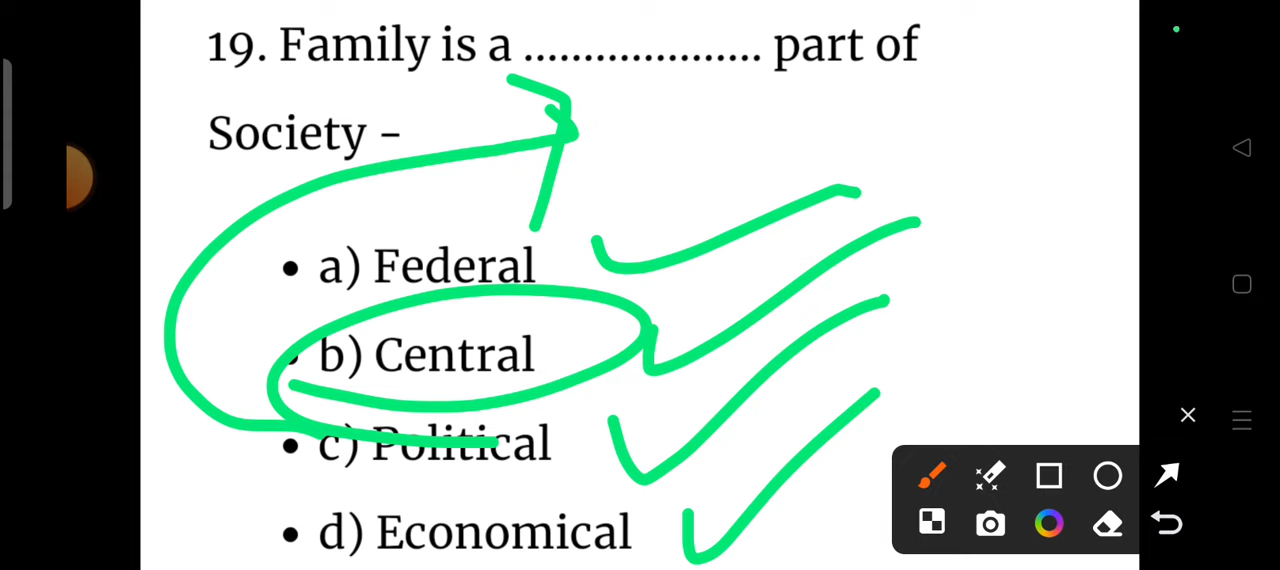 19. Family is a .................... part of
Society -
• a) Federal
• b) Central
• c) Political
• d) Economical